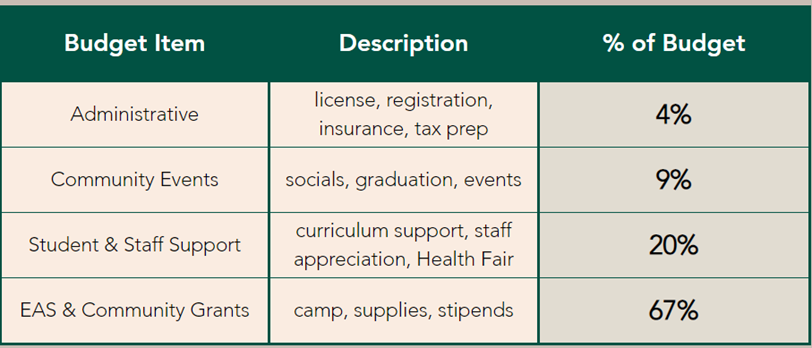 Budget Item Description % of Budget
Administrative
license, registration,
insurance, tax prep
4%
Community Events socials, graduation, events 9%
Student & Staff Support
curriculum support, staff
appreciation, Health Fair
20%
EAS & Community Grants camp, supplies, stipends 67%